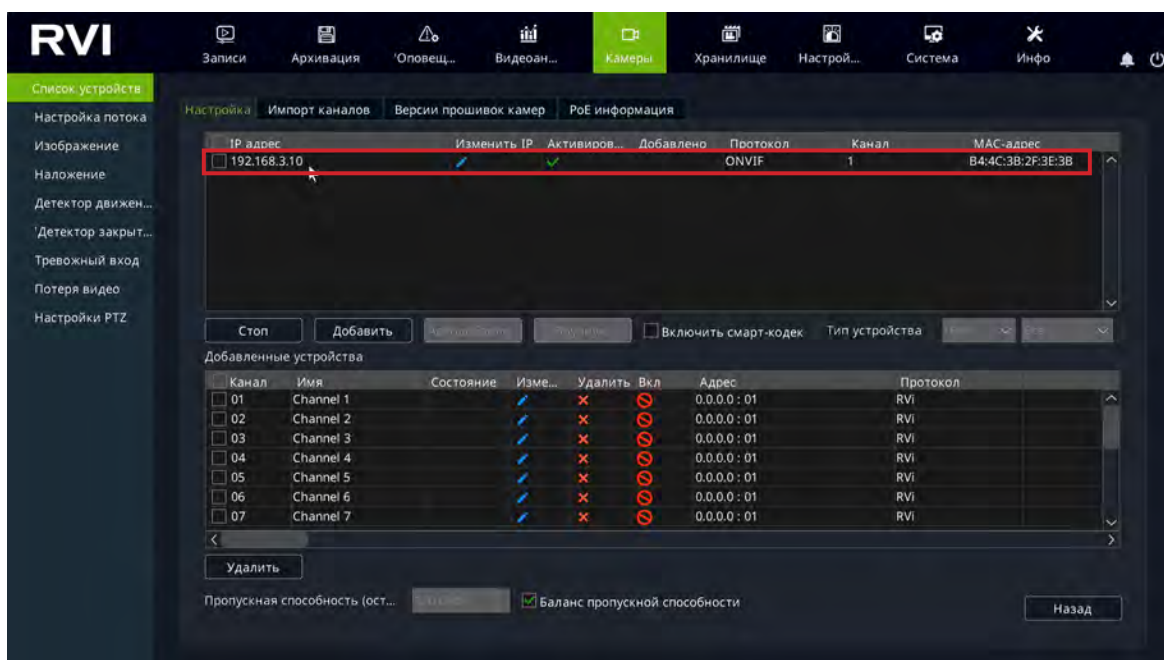 RVI
Записи Архивация 'Оповещ... Видеоан... Камеры Хранилище Настрой... Система Инфо
Список устройств
Настройка потока
Изображение
Наложение
Детектор движен...
'Детектор закрыт...
Тревожный вход
Потеря видео
Настройки PTZ
Настройка Импорт каналов Версии прошивок камер PoE информация
IP адрес Изменить IP Активиров... Добавлено Протокол Канал MAC-адрес
192.168.3.10 ONVIF 1 B4:4C:3B:2F:3E:3B
Стоп Добавить Включить смарт-кодек Тип устройства
Добавленные устройства
Канал Имя Состояние Изме... Удалить Вкл Адрес Протокол
01 Channel 1 0.0.0.0 : 01 RVi
02 Channel 2 0.0.0.0 : 01 RVi
03 Channel 3 0.0.0.0 : 01 RVi
04 Channel 4 0.0.0.0 : 01 RVi
05 Channel 5 0.0.0.0 : 01 RVi
06 Channel 6 0.0.0.0 : 01 RVi
07 Channel 7 0.0.0.0 : 01 RVi
Удалить
Пропускная способность (ост... Баланс пропускной способности
Назад